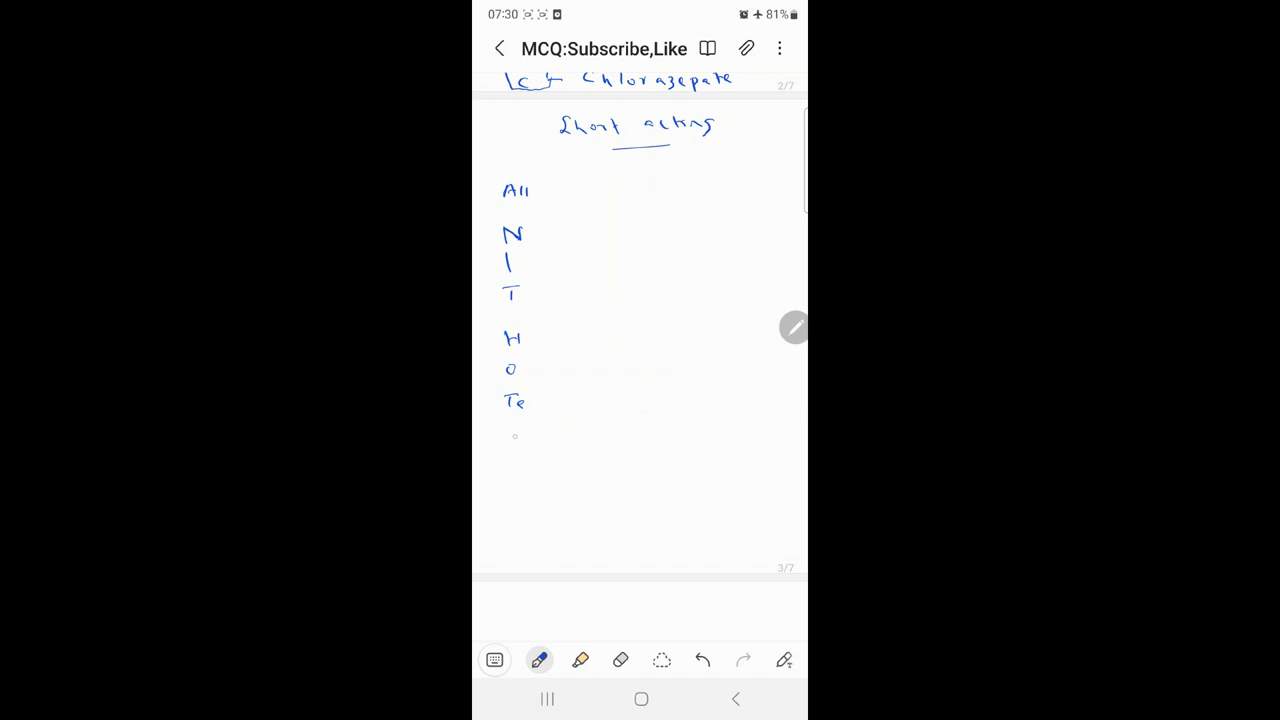 07:30 81%
MCQ:Subscribe,Like
C Chlorazepate
2/7
Short acting
All
N
I
T
H
O
Te
3/7